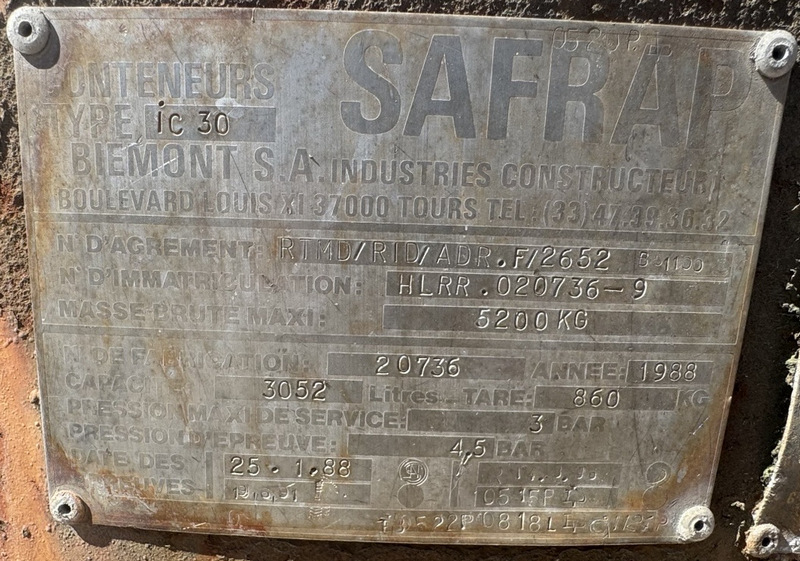 SAFRAP
CONTENEURS
TYPE ic 30
BIEMONT S.A. INDUSTRIES CONSTRUCTEUR
BOULEVARD LOUIS XI 37000 TOURS TEL: (33) 47.39.36.32
N° D'AGREMENT: RTMD/RID/ADR.F/2652
N° D'IMMATRICULATION: HLRR.020736-9
MASSE BRUTE MAXI: 5200 KG
N. DE FABRICATION: 20736 ANNEE: 1988
CAPACITE 3052 Litres TARE: 860 KG
PRESSION MAXI DE SERVICE: 3 BAR
PRESSION D'EPREUVE: 4,5 BAR
DATE DES 25.1.88
EPREUVES